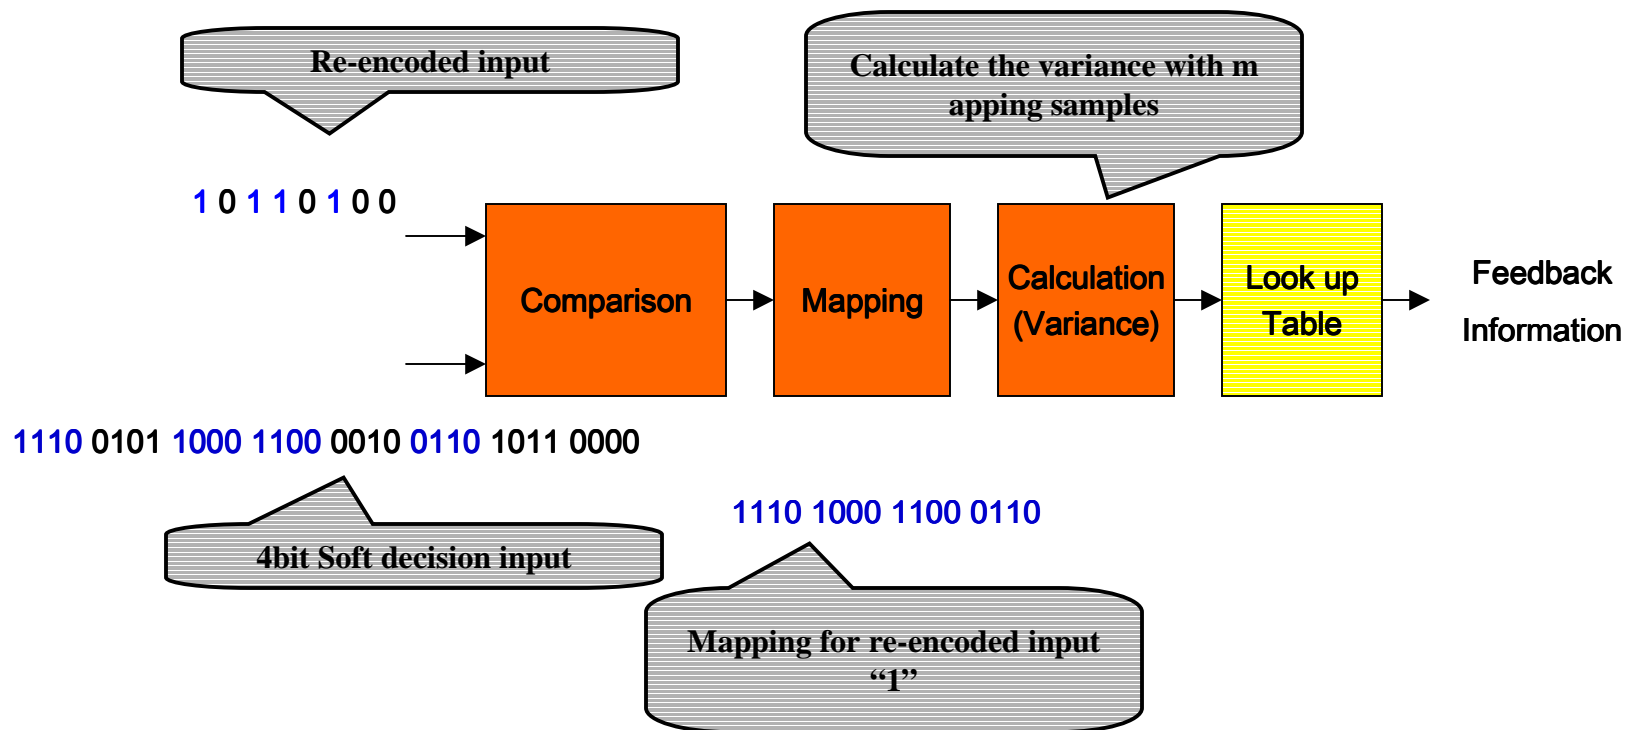 Re-encoded input
Calculate the variance with m
apping samples
1 0 1 1 0 1 0 0
Comparison
Mapping
Calculation
(Variance)
Look up
Table
Feedback
Information
1110 0101 1000 1100 0010 0110 1011 0000
4bit Soft decision input
1110 1000 1100 0110
Mapping for re-encoded input
“1”